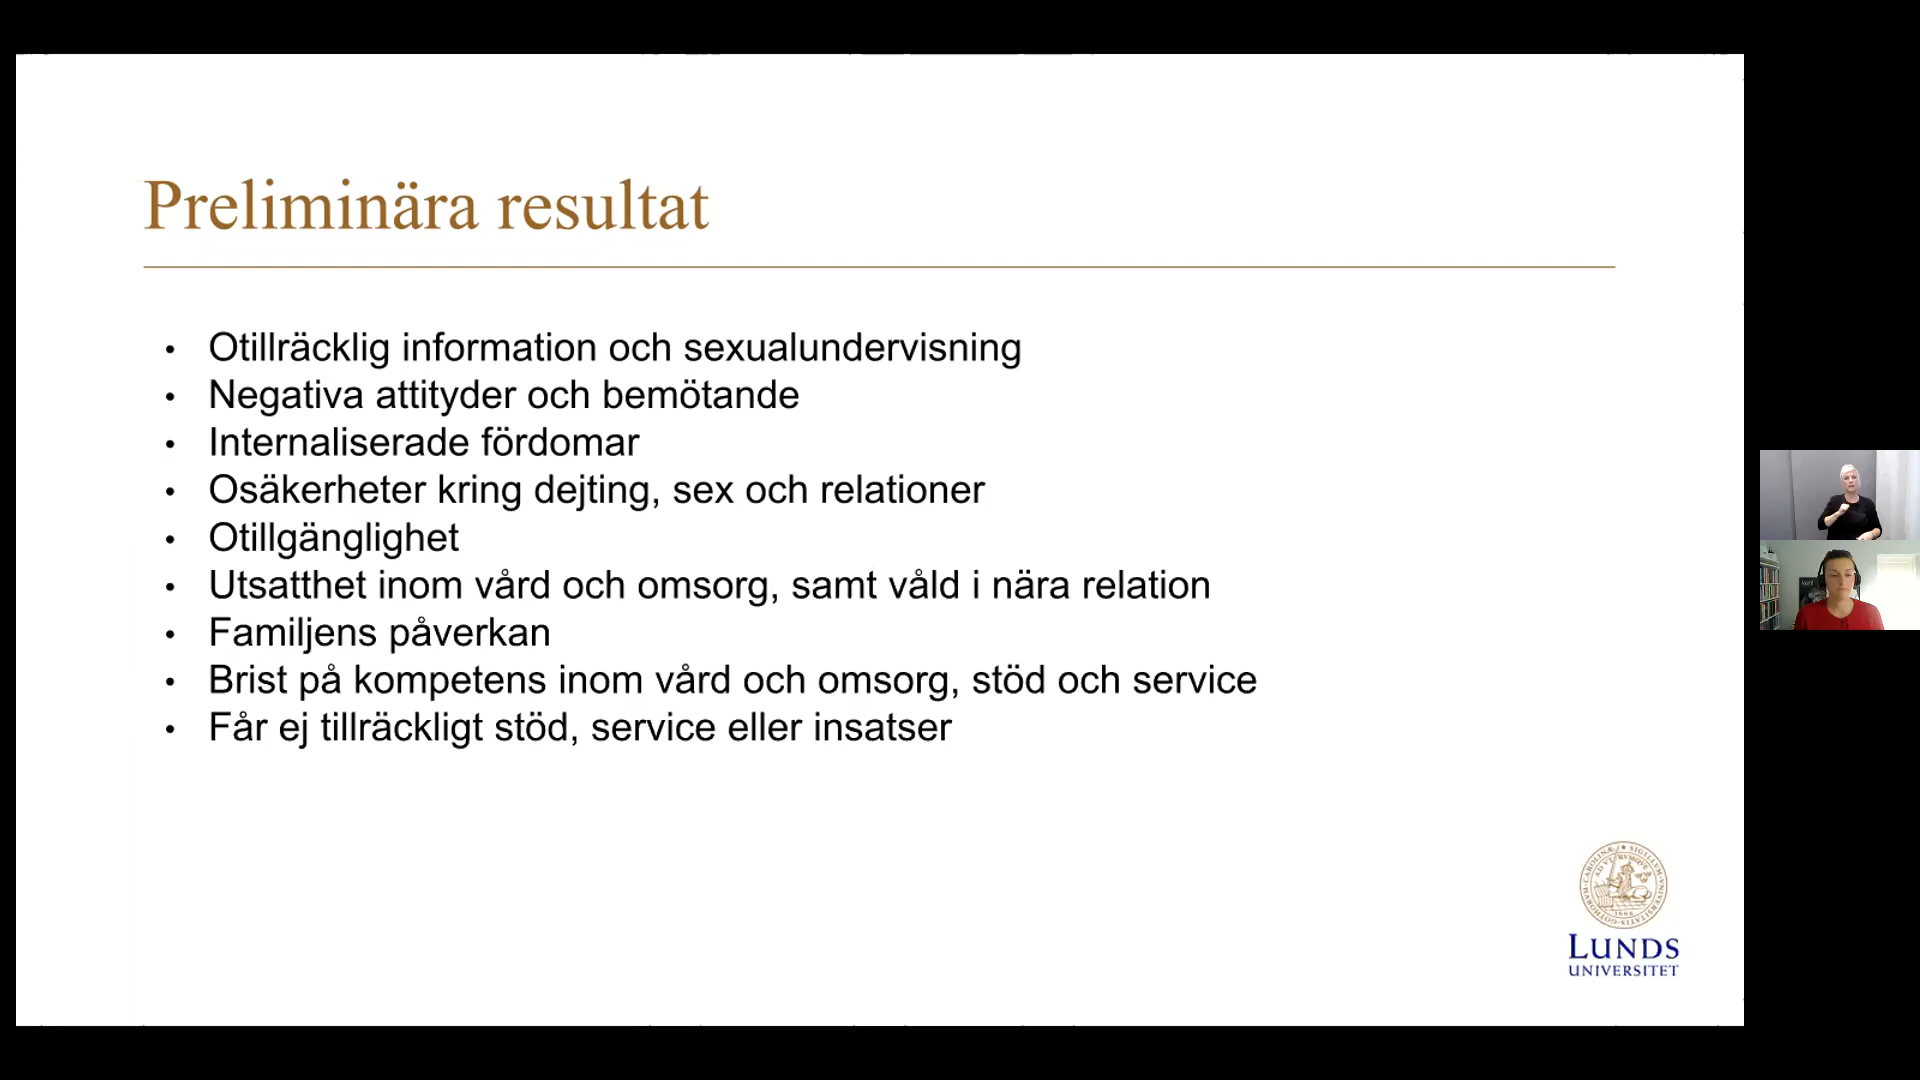 Preliminära resultat
• Otillräcklig information och sexualundervisning
• Negativa attityder och bemötande
• Internaliserade fördomar
• Osäkerheter kring dejting, sex och relationer
• Otillgänglighet
• Utsatthet inom vård och omsorg, samt våld i nära relation
• Familjens påverkan
• Brist på kompetens inom vård och omsorg, stöd och service
• Får ej tillräckligt stöd, service eller insatser
LUNDS
UNIVERSITET